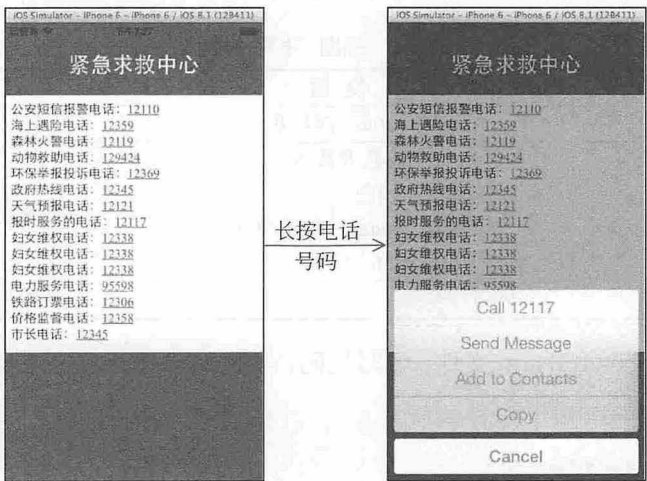 iOS Simulator - iPhone 6 - iPhone 6 / iOS 8.1 (12B411)
紧急求救中心
公安短信报警电话：12110
海上遇险电话：12359
森林火警电话：12119
动物救助电话：129424
环保举报投诉电话：12369
政府热线电话：12345
天气预报电话：12121
报时服务的电话：12117
妇女维权电话：12338
妇女维权电话：12338
妇女维权电话：12338
电力服务电话：95598
铁路订票电话：12306
价格监督电话：12358
市长电话：12345
长按电话
号码
iOS Simulator - iPhone 6 - iPhone 6 / iOS 8.1 (12B411)
紧急求救中心
公安短信报警电话：12110
海上遇险电话：12359
森林火警电话：12119
动物救助电话：129424
环保举报投诉电话：12369
政府热线电话：12345
天气预报电话：12121
报时服务的电话：12117
妇女维权电话：12338
妇女维权电话：12338
妇女维权电话：12338
电力服务电话：95598
Call 12117
Send Message
Add to Contacts
Copy
Cancel